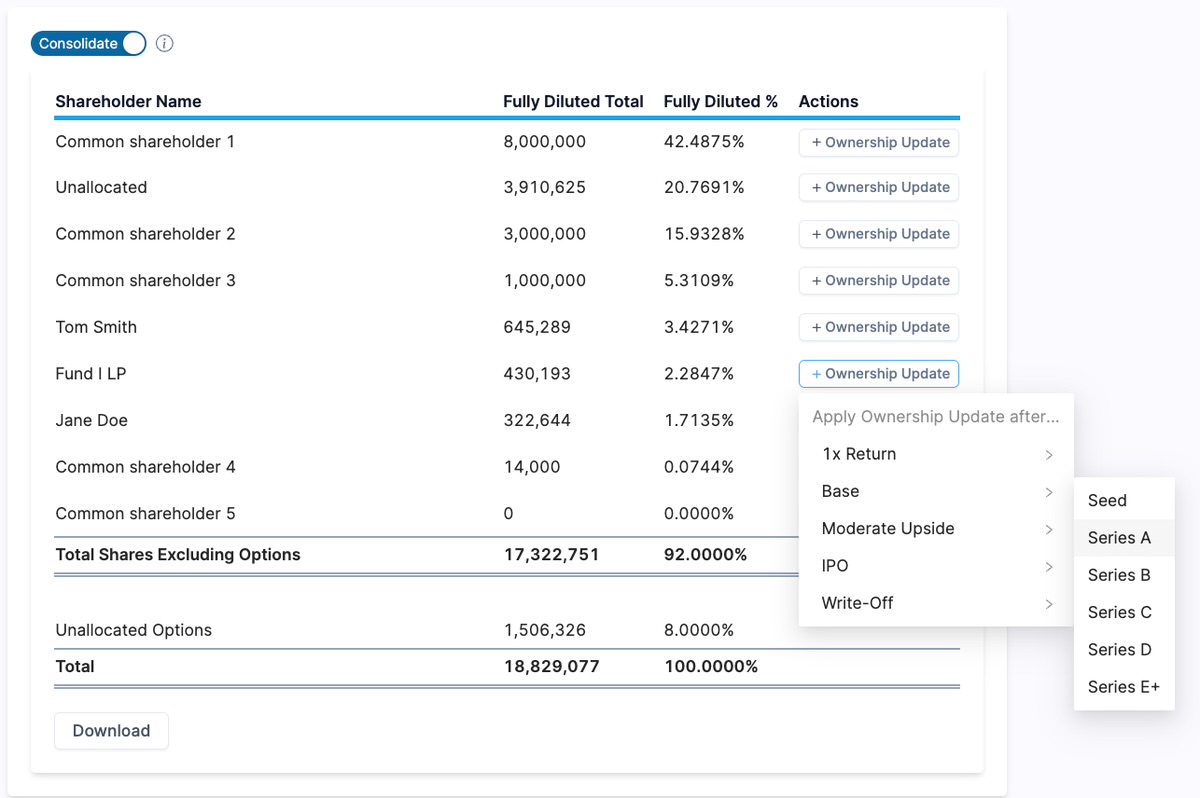 Consolidate i
Shareholder Name Fully Diluted Total Fully Diluted % Actions
Common shareholder 1 8,000,000 42.4875% + Ownership Update
Unallocated 3,910,625 20.7691% + Ownership Update
Common shareholder 2 3,000,000 15.9328% + Ownership Update
Common shareholder 3 1,000,000 5.3109% + Ownership Update
Tom Smith 645,289 3.4271% + Ownership Update
Fund I LP 430,193 2.2847% + Ownership Update
Jane Doe 322,644 1.7135%
Common shareholder 4 14,000 0.0744%
Common shareholder 5 0 0.0000%
Total Shares Excluding Options 17,322,751 92.0000%
Unallocated Options 1,506,326 8.0000%
Total 18,829,077 100.0000%
Download
Apply Ownership Update after...
1x Return
Base
Moderate Upside
IPO
Write-Off
Seed
Series A
Series B
Series C
Series D
Series E+